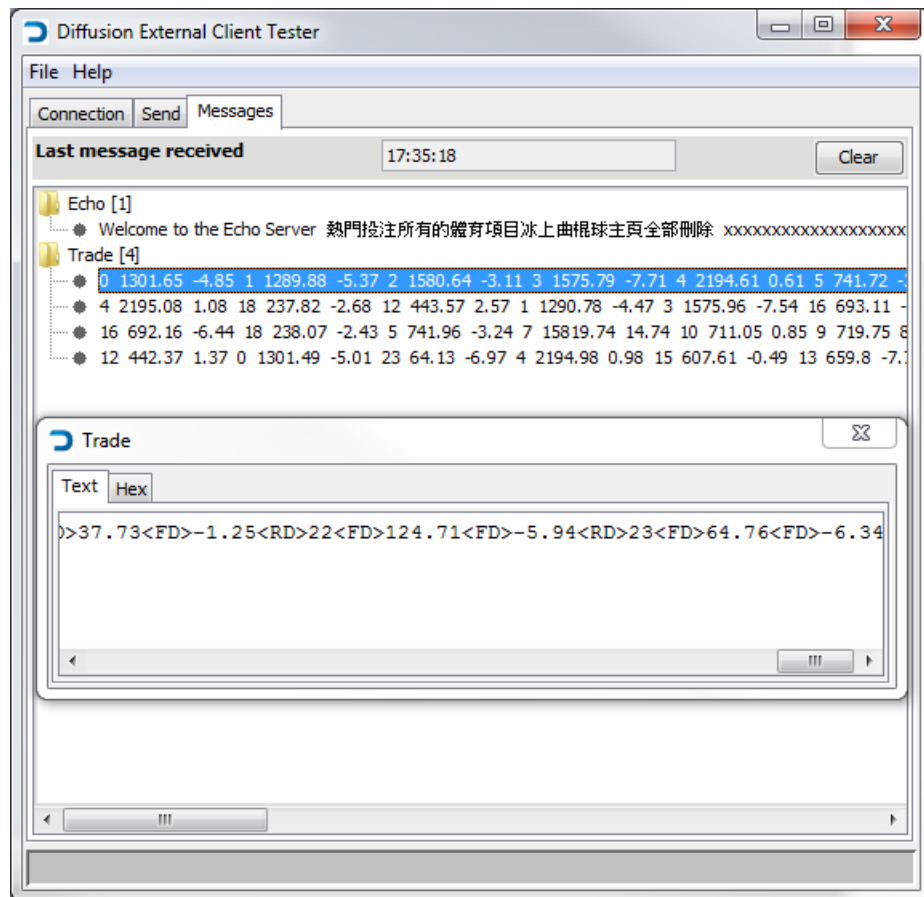 Diffusion External Client Tester
File Help
Connection Send Messages
Last message received 17:35:18 Clear
Echo [1]
Welcome to the Echo Server 熱門投注所有的體育項目冰上曲棍球主頁全部刪除 xxxxxxxxxxxxxxxxxxx
Trade [4]
0 1301.65 -4.85 1 1289.88 -5.37 2 1580.64 -3.11 3 1575.79 -7.71 4 2194.61 0.61 5 741.72
4 2195.08 1.08 18 237.82 -2.68 12 443.57 2.57 1 1290.78 -4.47 3 1575.96 -7.54 16 693.11 -
16 692.16 -6.44 18 238.07 -2.43 5 741.96 -3.24 7 15819.74 14.74 10 711.05 0.85 9 719.75 8
12 442.37 1.37 0 1301.49 -5.01 23 64.13 -6.97 4 2194.98 0.98 15 607.61 -0.49 13 659.8 -7.
Trade
Text Hex
>37.73<FD>-1.25<RD>22<FD>124.71<FD>-5.94<RD>23<FD>64.76<FD>-6.34